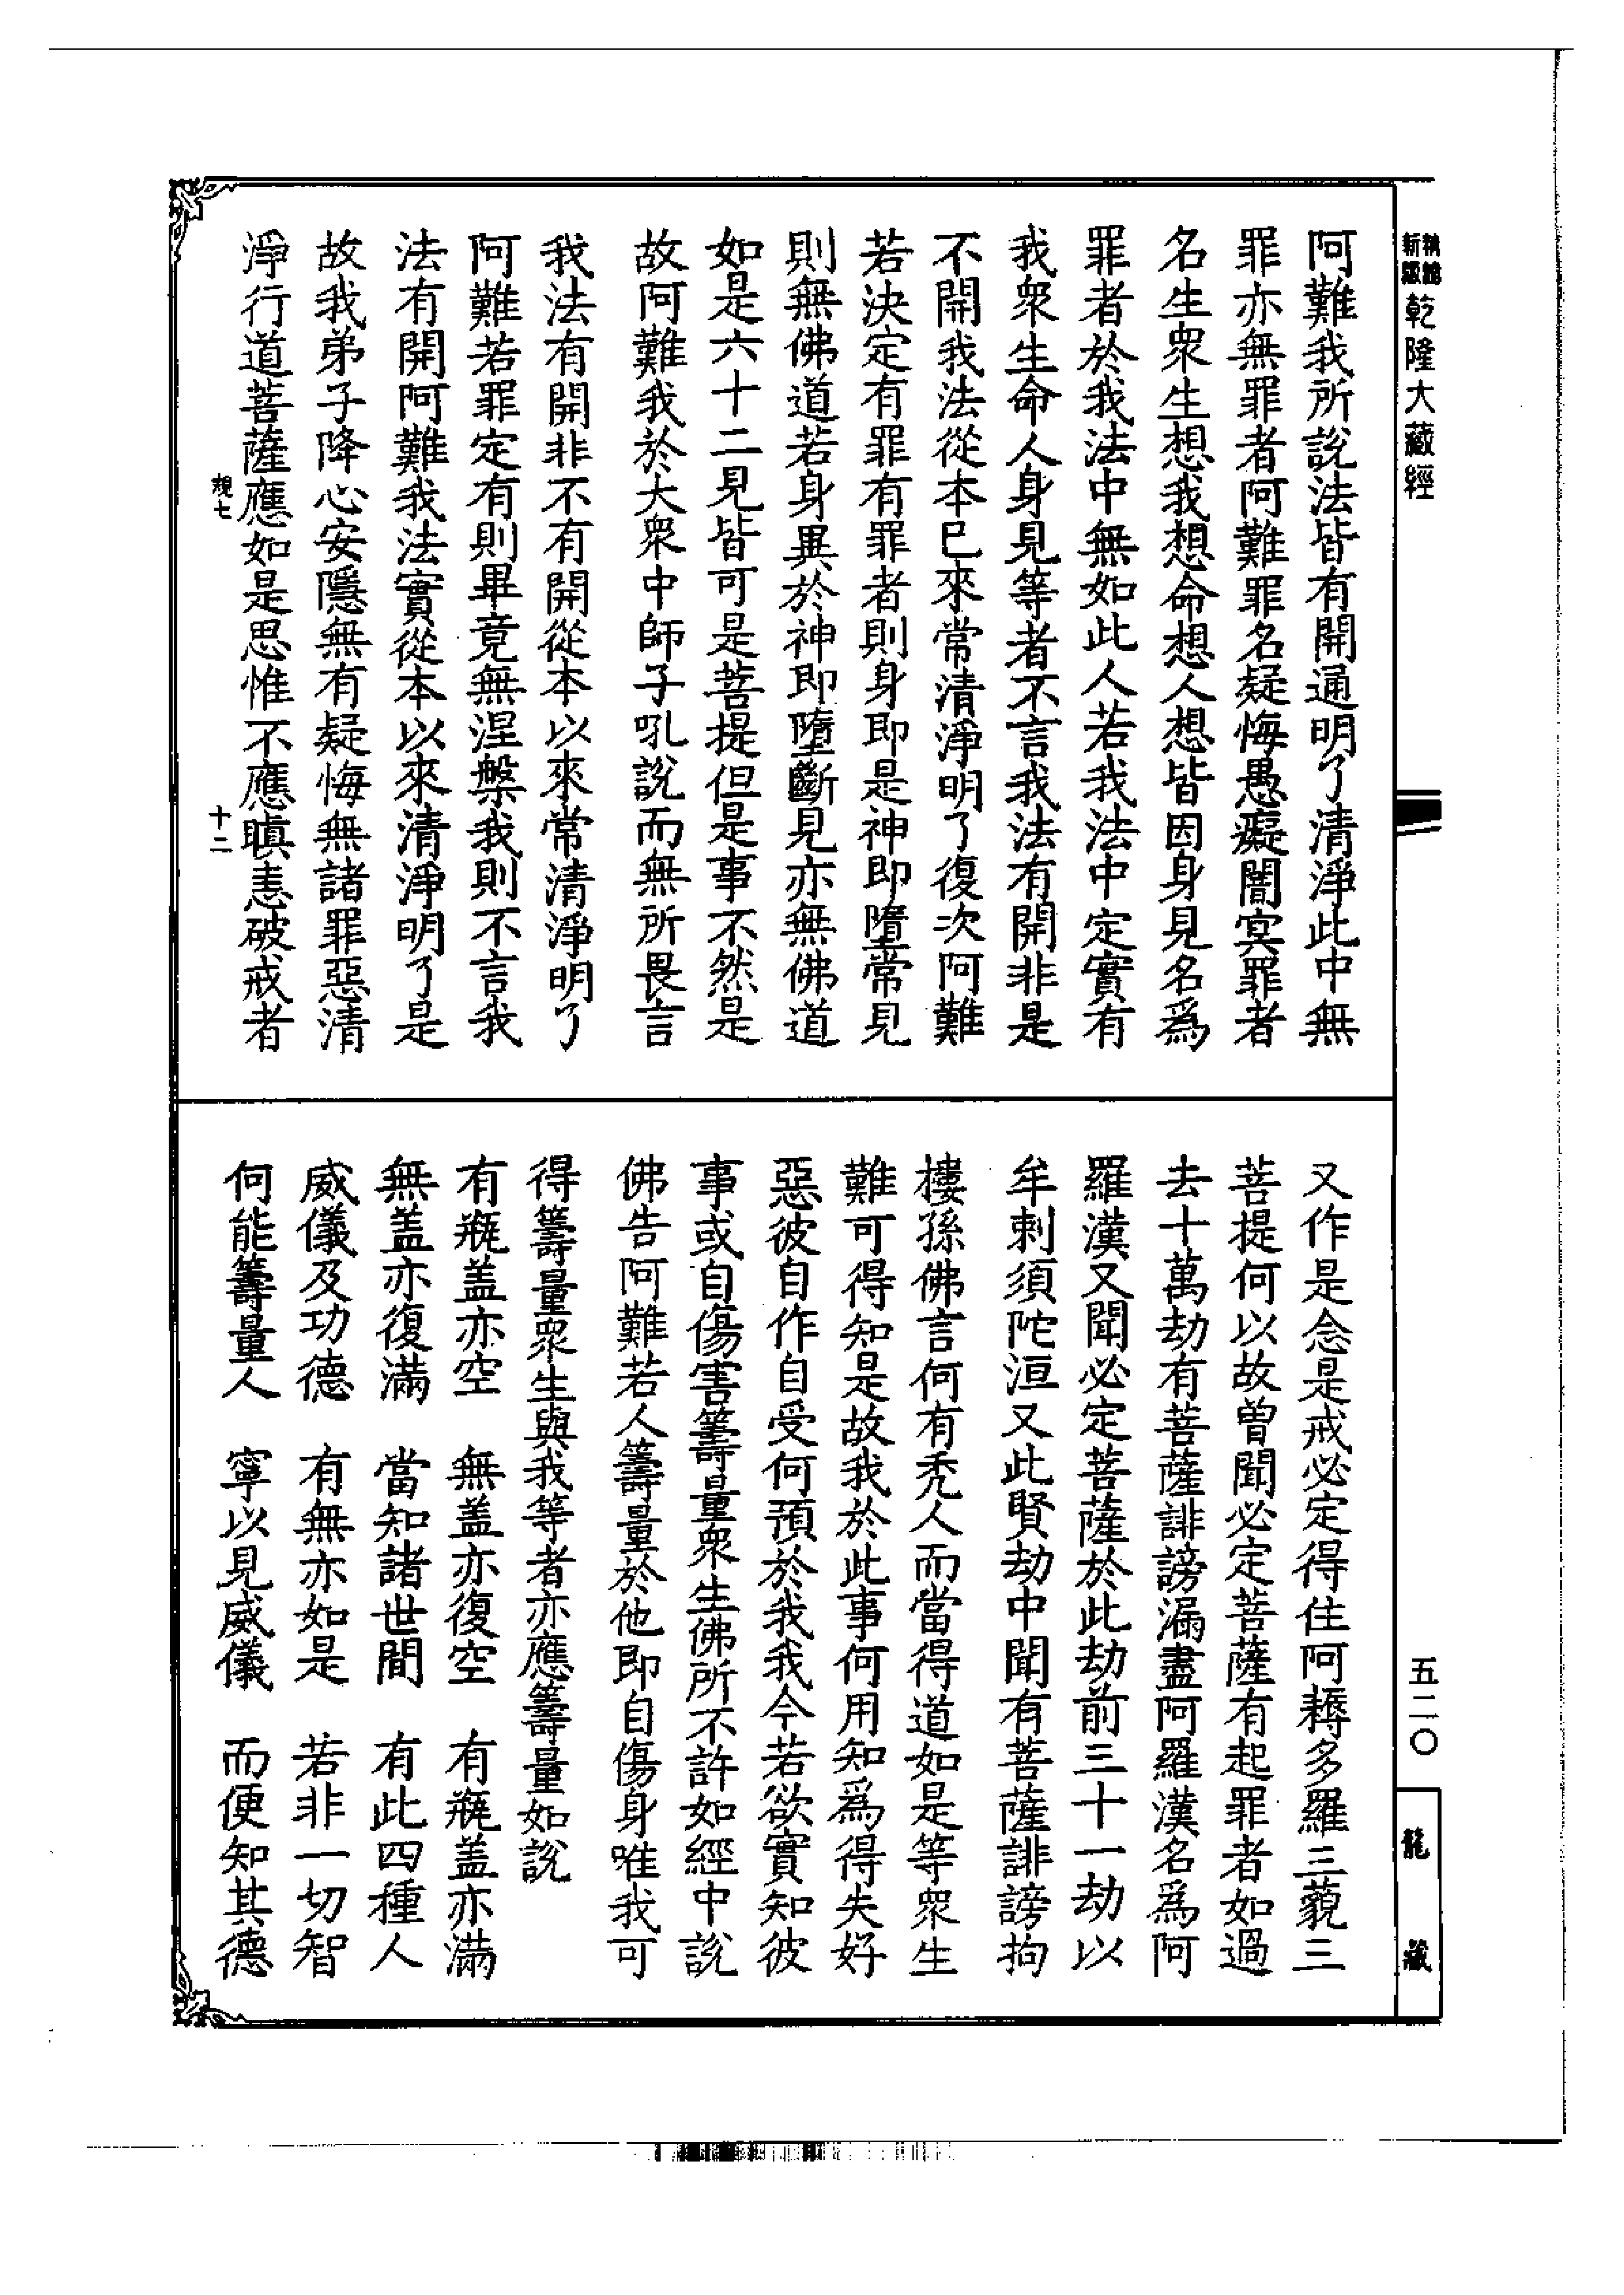 乾隆大藏經
阿難我所說法皆有開通明了清淨此中無
罪亦無罪者阿難罪名疑悔愚癡闇冥罪者
名生眾生想我想命想人想皆因身見名為
罪者於我法中無如此人若我法中定實有
我眾生命人身見等者不言我法有開非是
不開我法從本已來常清淨明了復次阿難
若決定有罪有罪者則身即是神即墮常見
則無佛道若身異於神即墮斷見亦無佛道
如是六十二見皆可是菩提但是事不然是
故阿難我於大眾中師子吼說而無所畏言
我法有開非不有開從本以來常清淨明了
阿難若罪定有則畢竟無涅槃我則不言我
法有開阿難我法實從本以來清淨明了是
故我弟子降心安隱無有疑悔無諸罪惡清
淨行道菩薩應如是思惟不應瞋恚破戒者
規七 十二
又作是念是戒必定得住阿耨多羅三藐三
菩提何以故曾聞必定菩薩有起罪者如過
去十萬劫有菩薩誹謗漏盡阿羅漢名為阿
羅漢又聞必定菩薩於此劫前三十一劫以
牟刺須陀洹又此賢劫中聞有菩薩誹謗拘
樓孫佛言何有禿人而當得道如是等眾生
難可得知是故我於此事何用知為得失好
惡彼自作自受何預於我我今若欲實知彼
事或自傷害籌量眾生佛所不許如經中說
佛告阿難若人籌量於他即自傷身唯我可
得籌量眾生與我等者亦應籌量如說
有瓶盖亦空 無盖亦復空 有瓶盖亦滿
無盖亦復滿 當知諸世間 有此四種人
威儀及功德 有無亦如是 若非一切智
何能籌量人 寧以見威儀 而便知其德
五二〇
龍藏